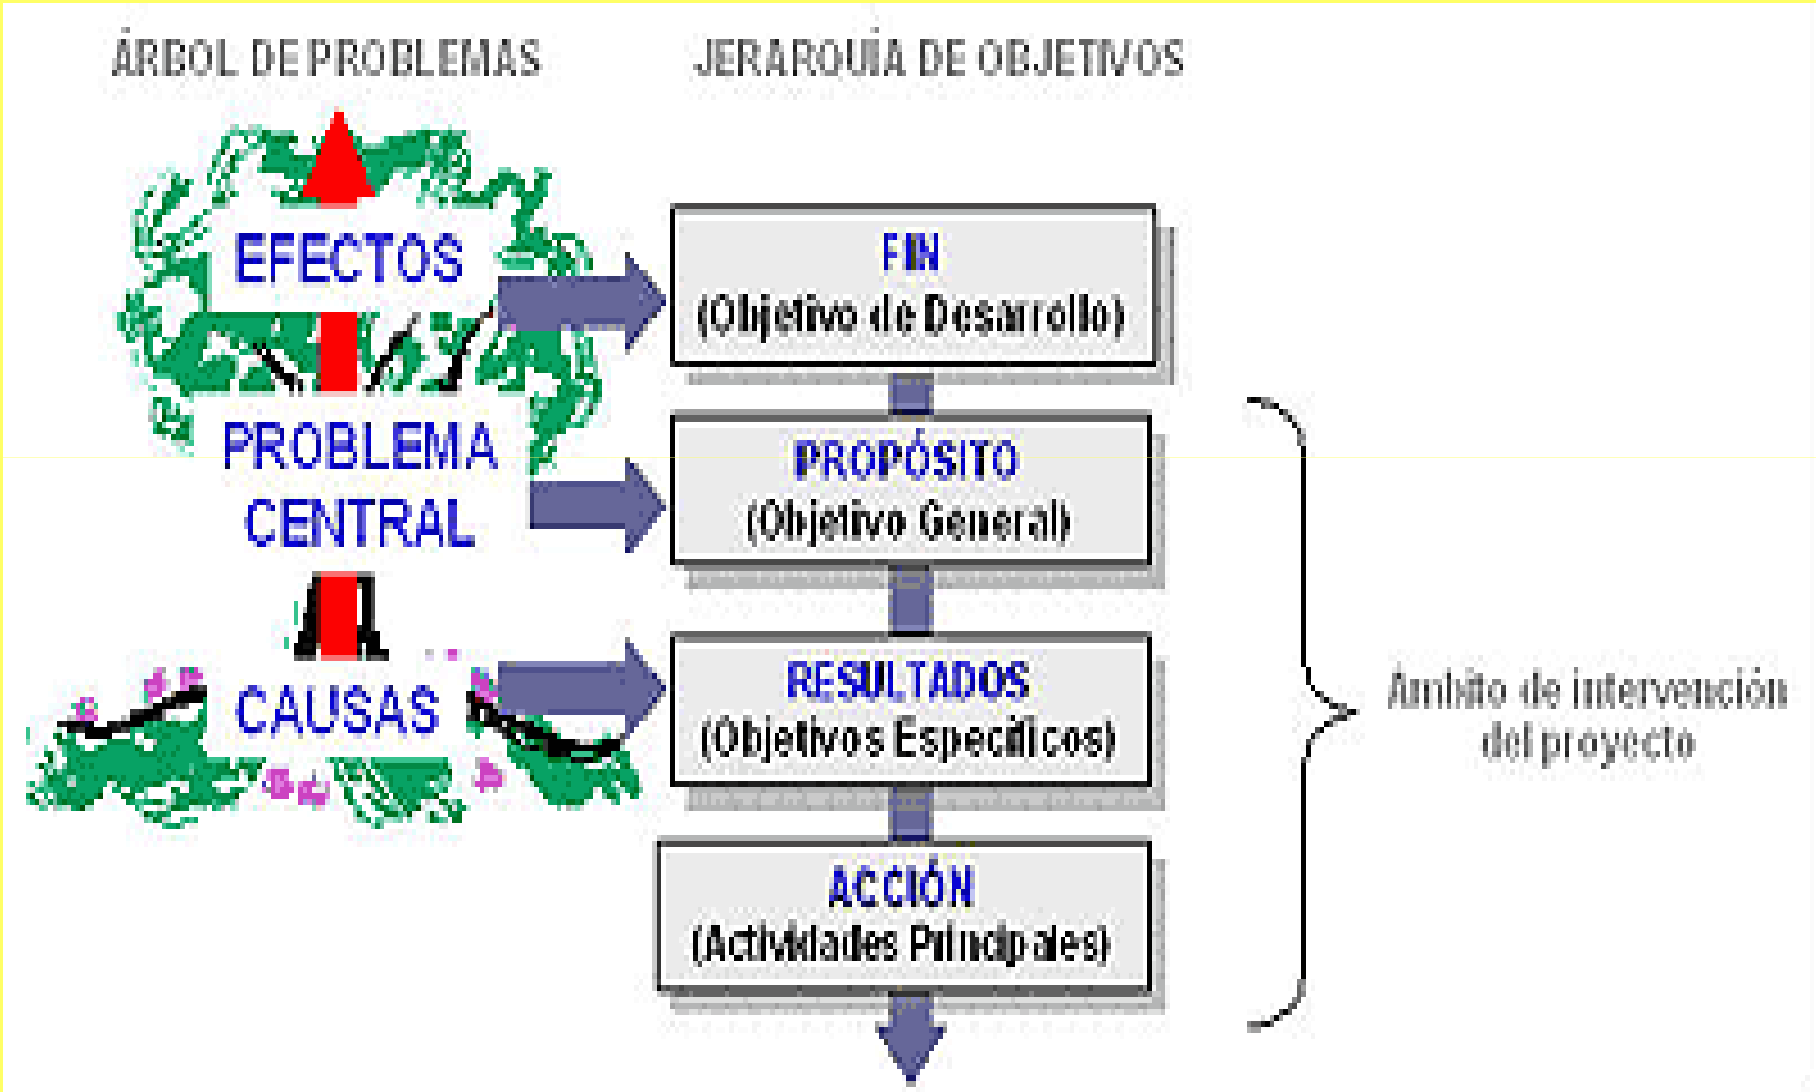 ÁRBOL DE PROBLEMAS
JERARQUÍA DE OBJETIVOS
EFECTOS
FIN
(Objetivo de Desarrollo)
PROBLEMA
CENTRAL
PROPÓSITO
(Objetivo General)
CAUSAS
RESULTADOS
(Objetivos Específicos)
ACCIÓN
(Actividades Principales)
Ámbito de intervención
del proyecto